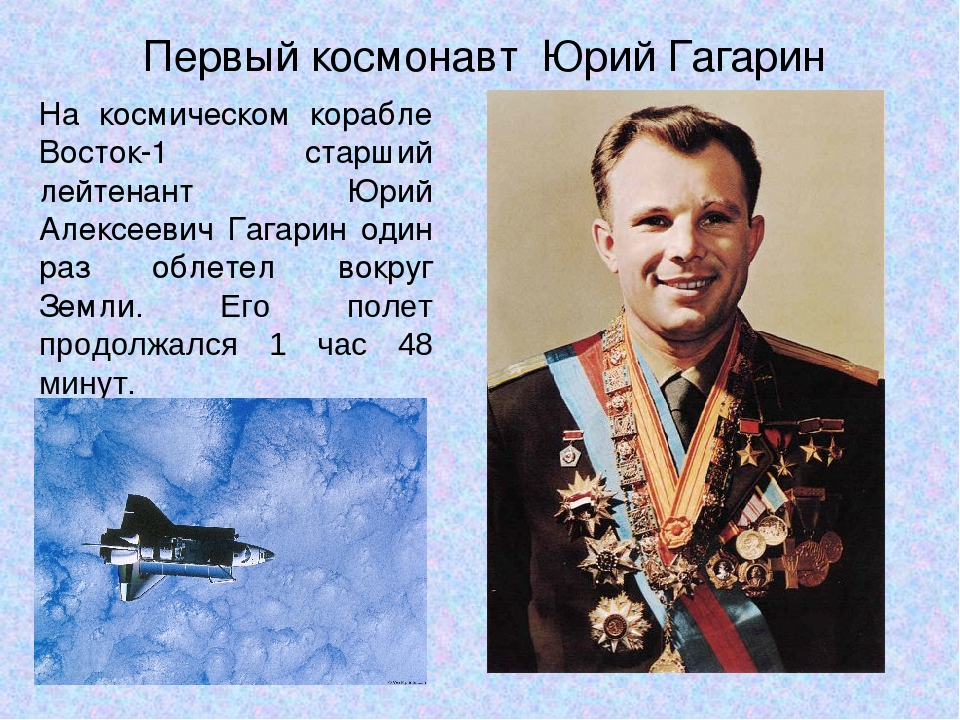 Первый космонавт Юрий Гагарин
На космическом корабле
Восток-1 старший
лейтенант Юрий
Алексеевич Гагарин один
раз облетел вокруг
Земли. Его полет
продолжался 1 час 48
минут.